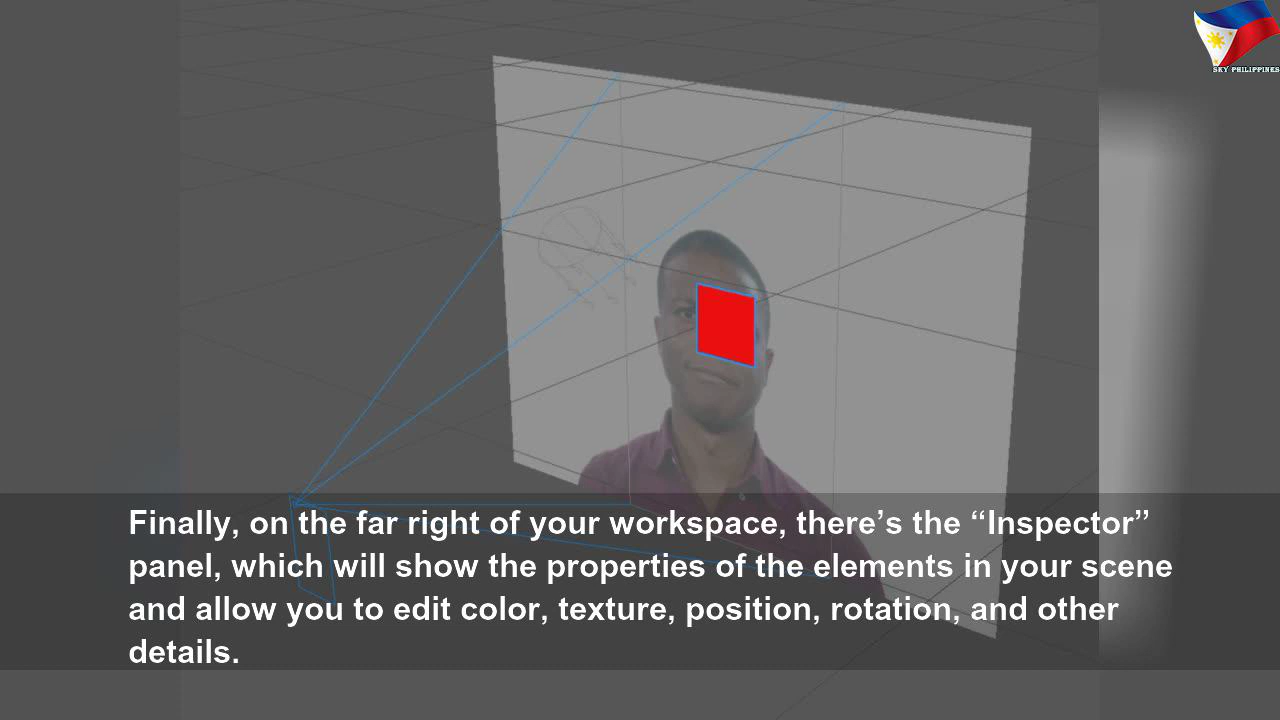 SKY PHILIPPINES
Finally, on the far right of your workspace, there’s the “Inspector”
panel, which will show the properties of the elements in your scene
and allow you to edit color, texture, position, rotation, and other
details.